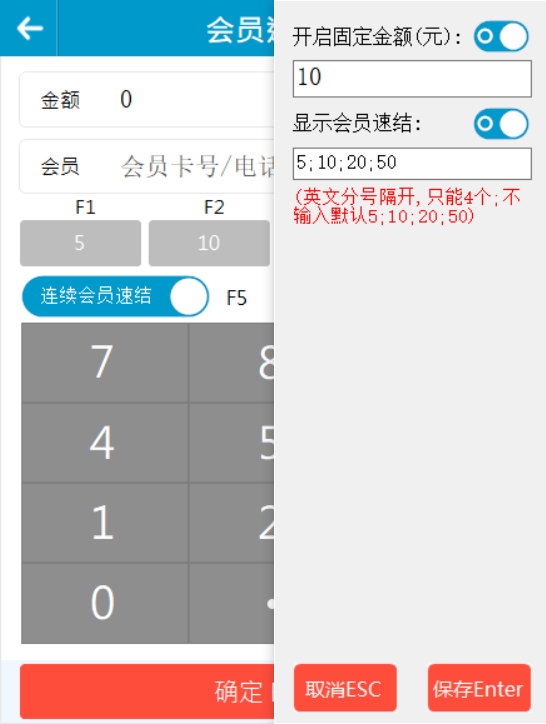 会员
金额 0
会员 会员卡号/电话
F1 F2
5 10
连续会员速结 F5
7 8
4 5
1 2
0 .
确定
开启固定金额(元):
10
显示会员速结:
5;10;20;50
(英文分号隔开,只能4个;不
输入默认5;10;20;50)
取消ESC 保存Enter